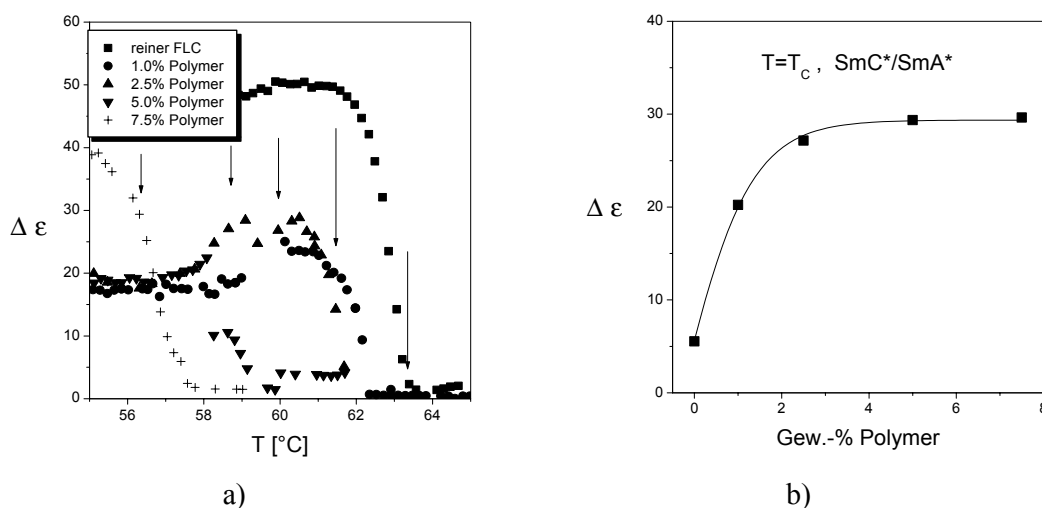 60
50
40
30
20
10
0
Δ ε
reiner FLC
1.0% Polymer
2.5% Polymer
5.0% Polymer
7.5% Polymer
56 58 60 62 64
T [°C]
a)
40
30
20
10
0
Δ ε
T=T_C , SmC*/SmA*
0 2 4 6 8
Gew.-% Polymer
b)